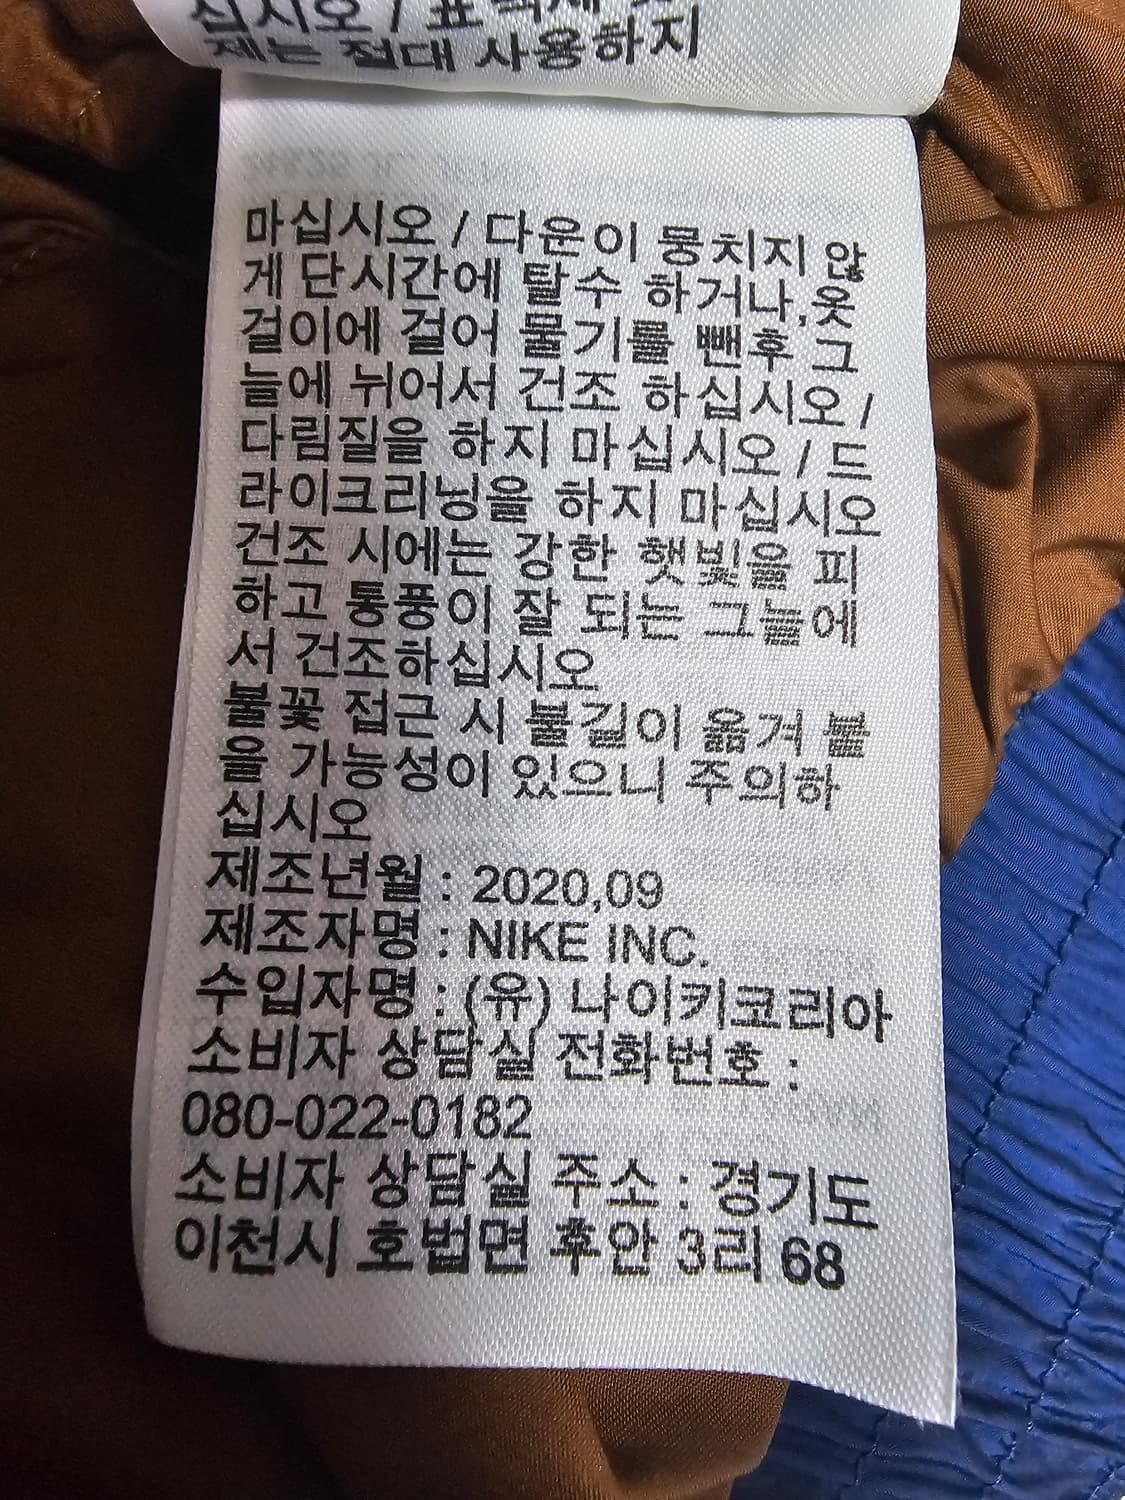 십시오 / 표백제
제는 절대 사용하지
마십시오 / 다운이 뭉치지 않
게 단시간에 탈수 하거나,옷
걸이에 걸어 물기를 뺀후 그
늘에 뉘어서 건조 하십시오 /
다림질을 하지 마십시오 / 드
라이크리닝을 하지 마십시오
건조 시에는 강한 햇빛을 피
하고 통풍이 잘 되는 그늘에
서 건조하십시오
불꽃 접근 시 불길이 옮겨 붙
을 가능성이 있으니 주의하
십시오
제조년월 : 2020,09
제조자명 : NIKE INC.
수입자명 : (유) 나이키코리아
소비자 상담실 전화번호 :
080-022-0182
소비자 상담실 주소 : 경기도
이천시 호법면 후안 3리 68